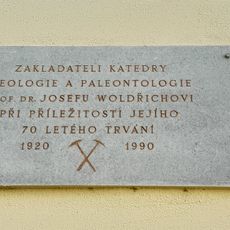 ZAKLADATELI KATEDRY
EOLOGIE A PALEONTOLOGIE
OF. DR. JOSEFU WOLDŘICHOVI
PŘI PŘÍLEŽITOSTI JEJÍHO
70 LETÉHO TRVÁNÍ
1920 1990